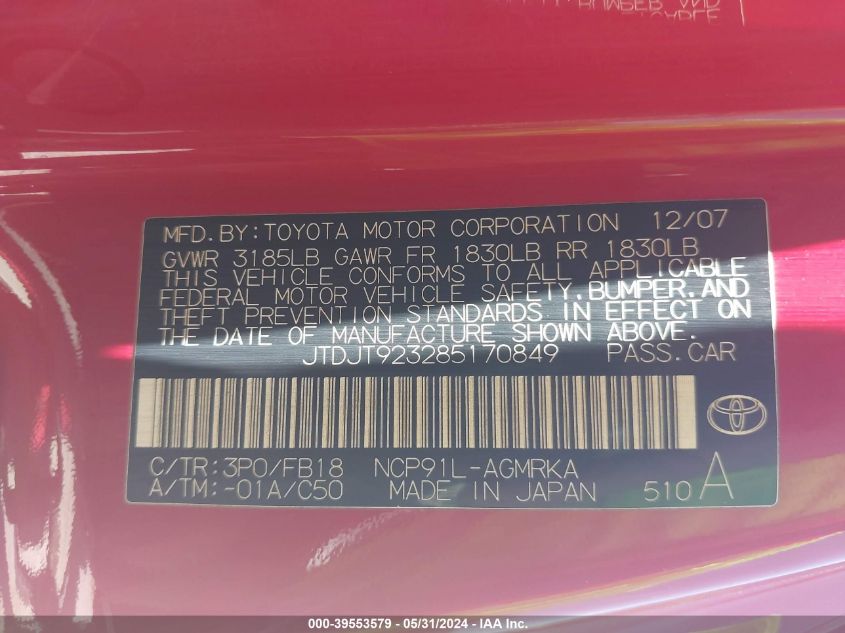 MFD.BY:TOYOTA MOTOR CORPORATION 12/07
GVWR 3185LB GAWR FR 1830LB RR 1830LB
THIS VEHICLE CONFORMS TO ALL APPLICABLE
FEDERAL MOTOR VEHICLE SAFETY,BUMPER,AND
THEFT PREVENTION STANDARDS IN EFFECT ON
THE DATE OF MANUFACTURE SHOWN ABOVE.
JTDJT923285170849 PASS.CAR
C/TR:3P0/FB18 NCP91L-AGMRKA
A/TM:-01A/C50 MADE IN JAPAN 510A
000-39553579 - 05/31/2024 - © IAA, Inc.